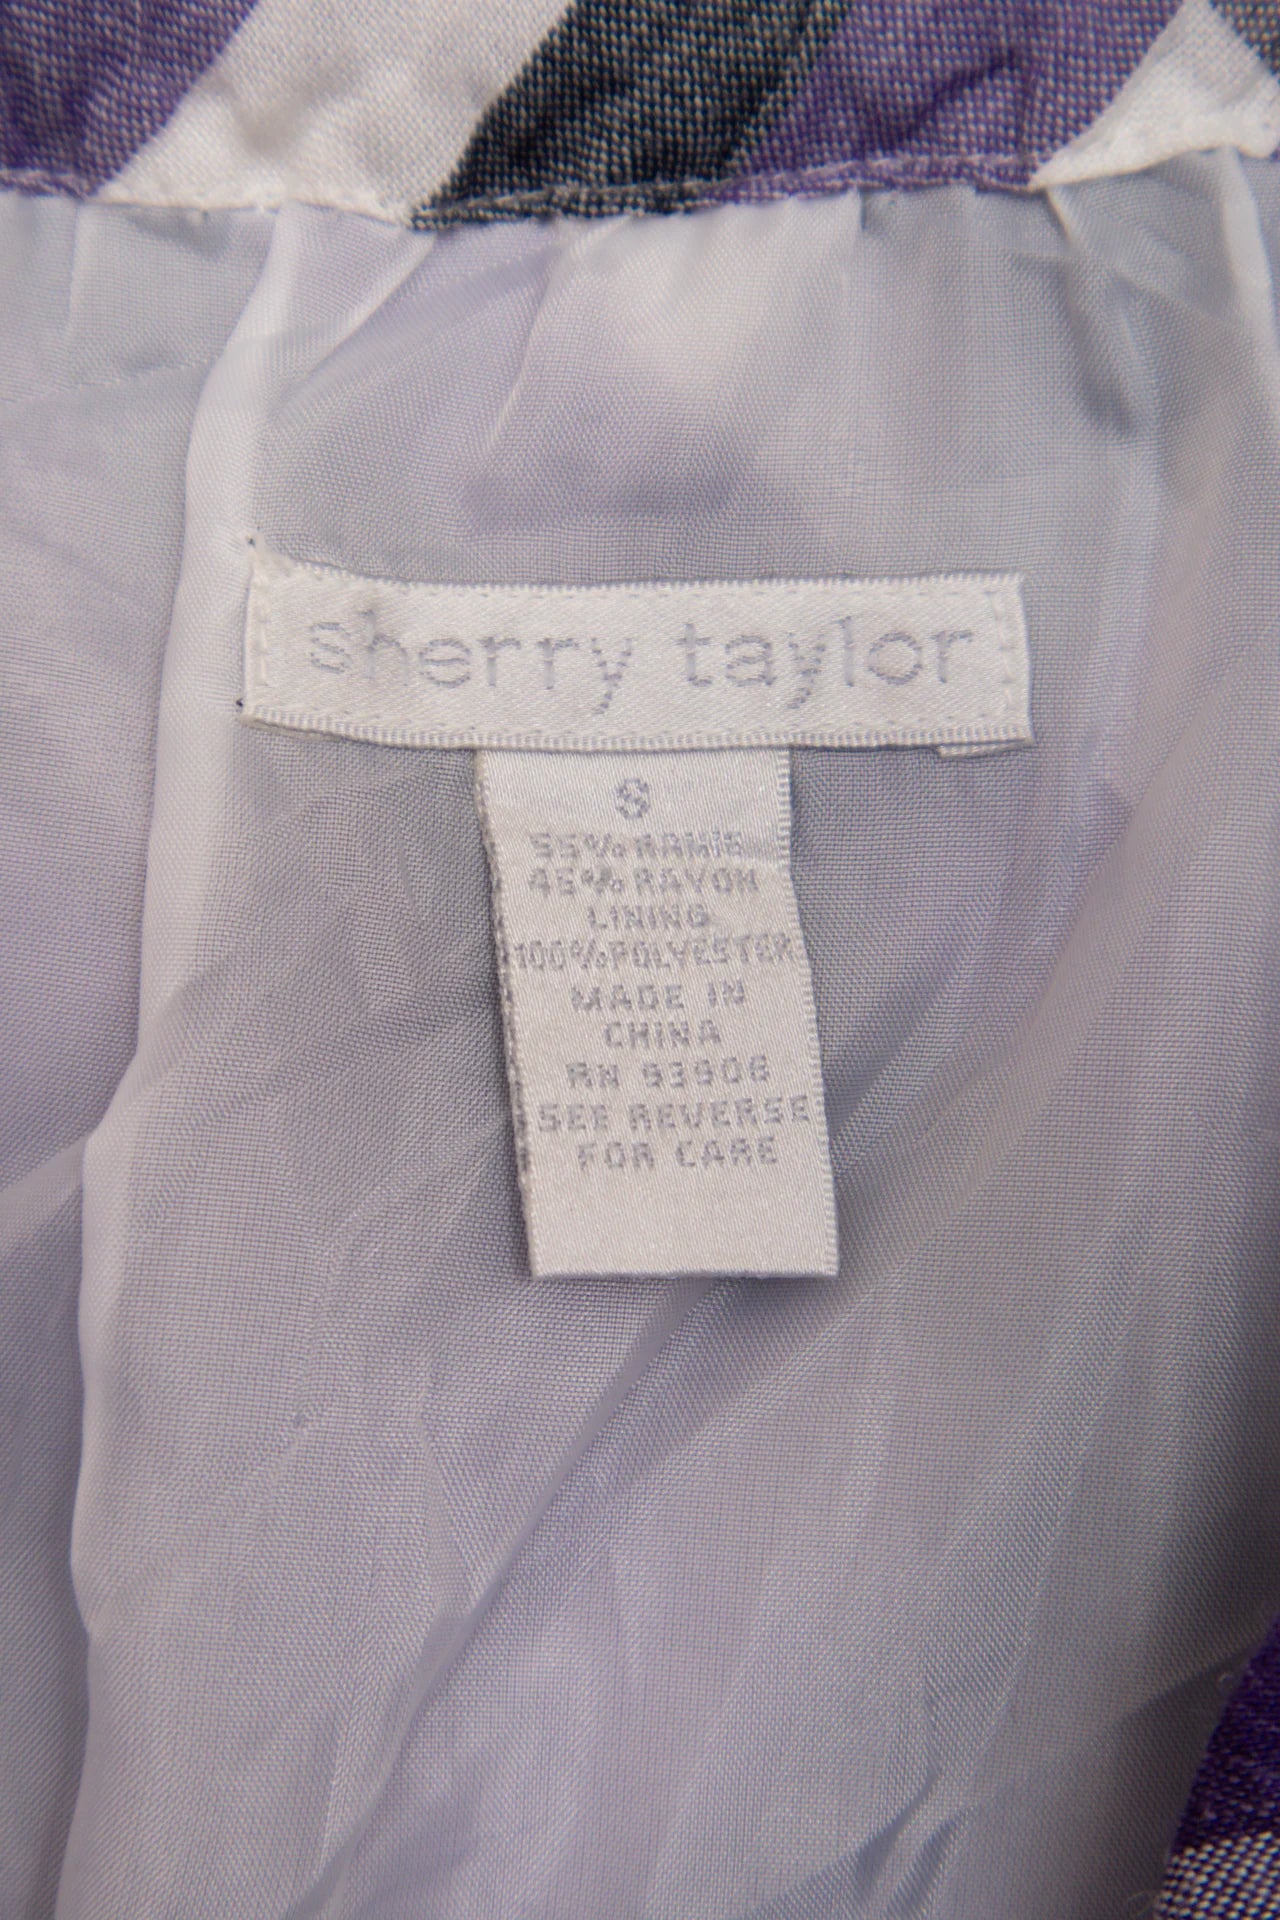 sherry taylor
S
55% RAMIE
45% RAYON
LINING
100% POLYESTER
MADE IN
CHINA
RN 93906
SEE REVERSE
FOR CARE